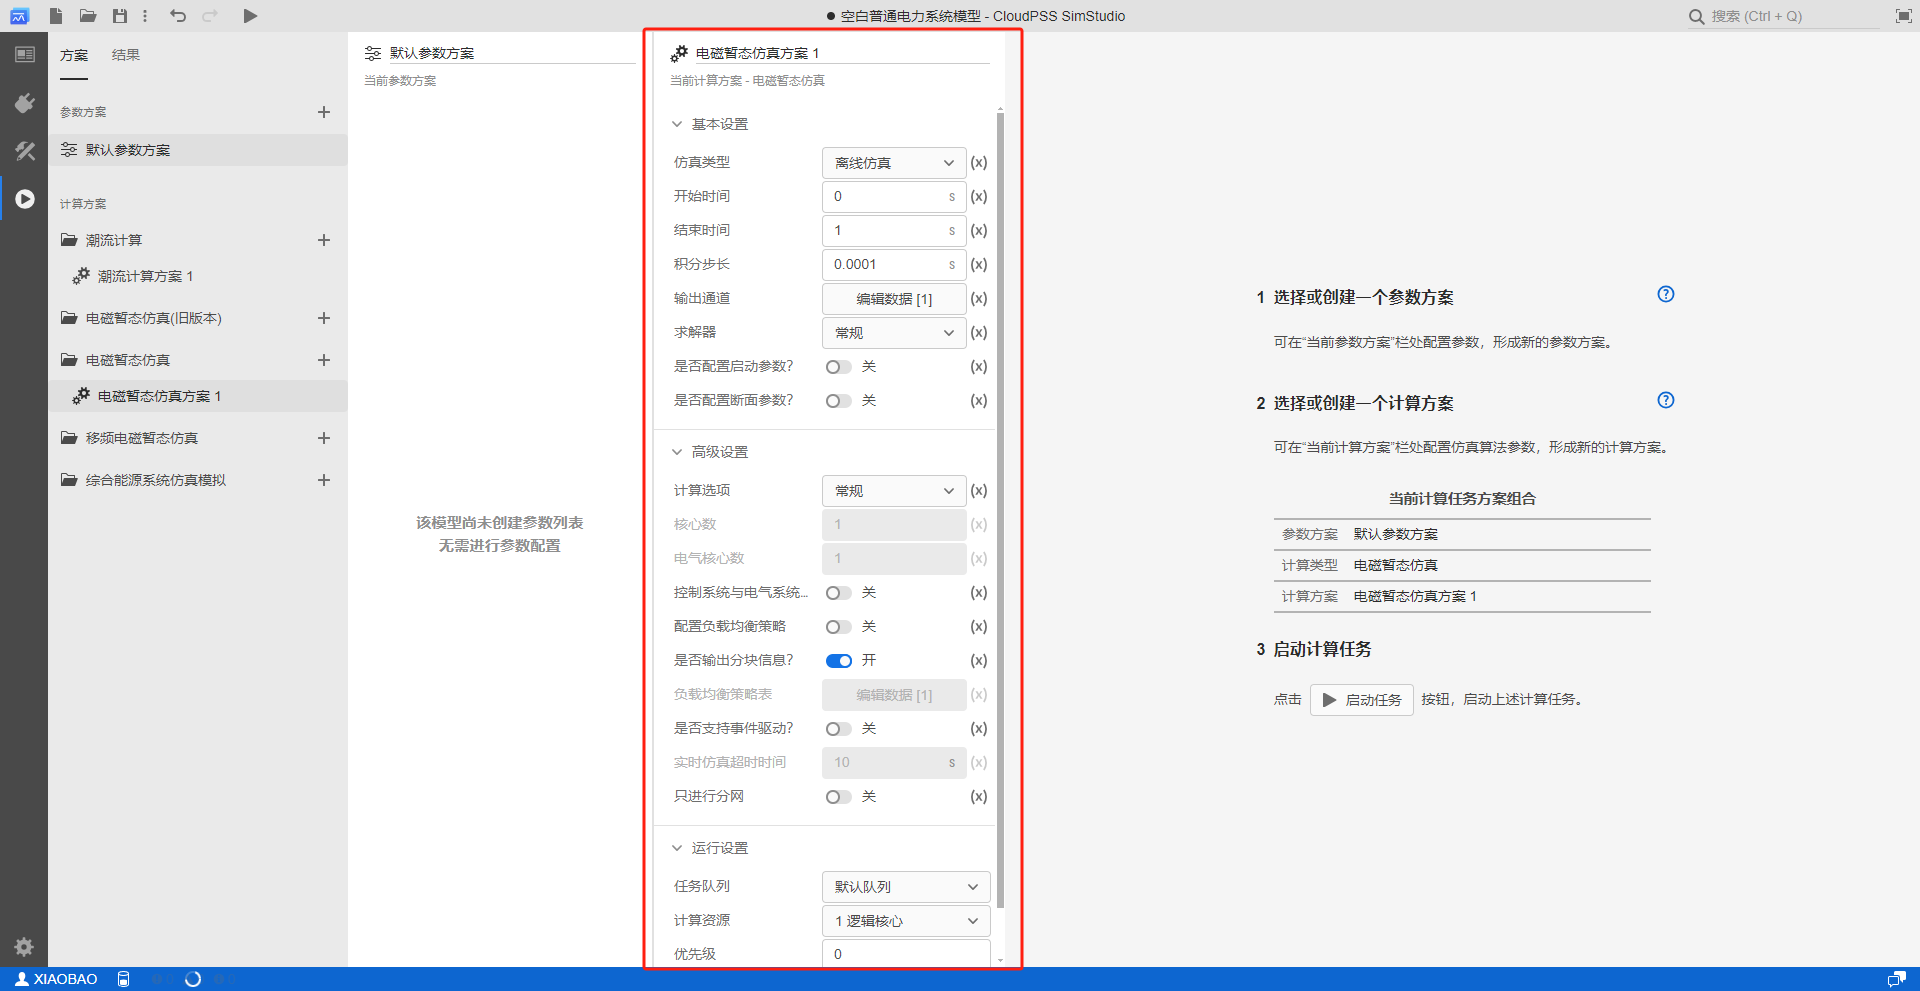 空白普通电力系统模型 - CloudPSS SimStudio
搜索 (Ctrl + Q)
方案
结果
参数方案
默认参数方案
计算方案
潮流计算
潮流计算方案 1
电磁暂态仿真(旧版本)
电磁暂态仿真
电磁暂态仿真方案 1
移频电磁暂态仿真
综合能源系统仿真模拟
默认参数方案
当前参数方案
该模型尚未创建参数列表
无需进行参数配置
电磁暂态仿真方案 1
当前计算方案 - 电磁暂态仿真
基本设置
仿真类型 离线仿真 (x)
开始时间 0 s (x)
结束时间 1 s (x)
积分步长 0.0001 s (x)
输出通道 编辑数据 [1] (x)
求解器 常规 (x)
是否配置启动参数? 关 (x)
是否配置断面参数? 关 (x)
高级设置
计算选项 常规 (x)
核心数 1 (x)
电气核心数 1 (x)
控制系统与电气系统... 关 (x)
配置负载均衡策略 关 (x)
是否输出分块信息? 开 (x)
负载均衡策略表 编辑数据 [1] (x)
是否支持事件驱动? 关 (x)
实时仿真超时时间 10 s (x)
只进行分网 关 (x)
运行设置
任务队列 默认队列
计算资源 1 逻辑核心
优先级 0
1 选择或创建一个参数方案
可在“当前参数方案”栏处配置参数，形成新的参数方案。
2 选择或创建一个计算方案
可在“当前计算方案”栏处配置仿真算法参数，形成新的计算方案。
当前计算任务方案组合
参数方案 默认参数方案
计算类型 电磁暂态仿真
计算方案 电磁暂态仿真方案 1
3 启动计算任务
点击 启动任务 按钮，启动上述计算任务。
XIAOBAO